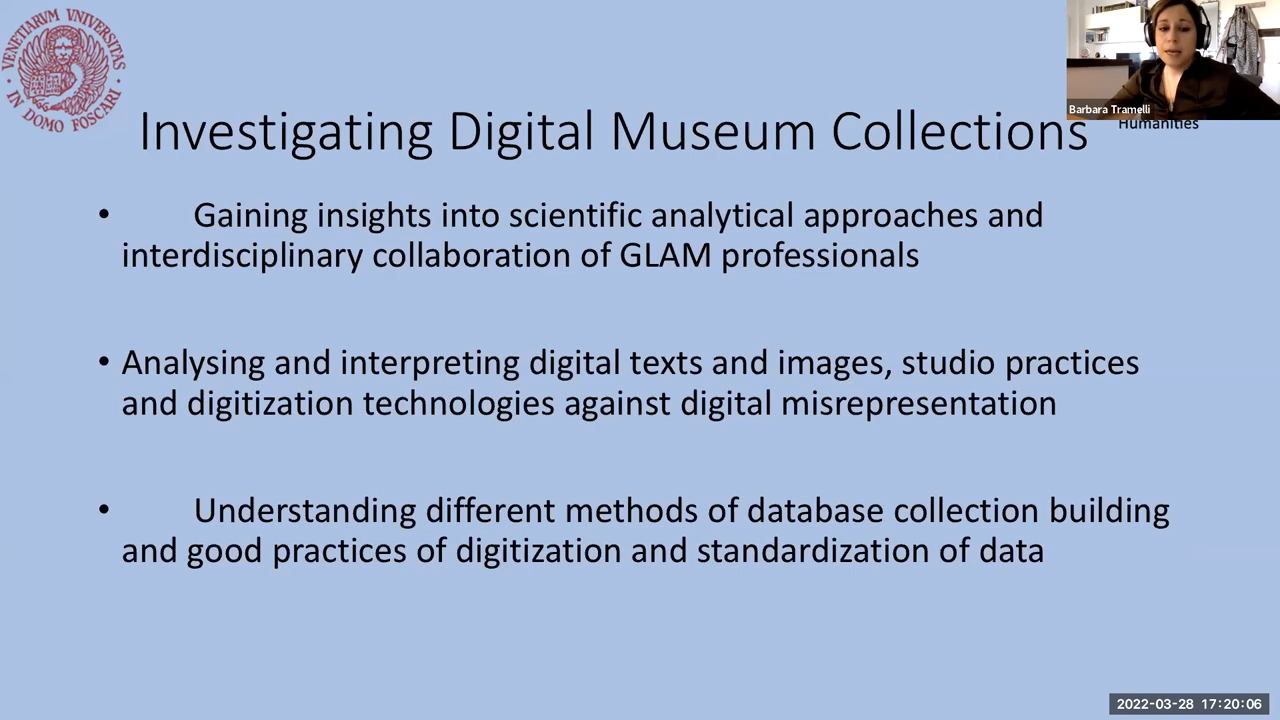 VENETIARVM VNIVERSITAS
IN DOMO FOSCARI
Barbara Tramelli
Humanities
Investigating Digital Museum Collections
• Gaining insights into scientific analytical approaches and
interdisciplinary collaboration of GLAM professionals
• Analysing and interpreting digital texts and images, studio practices
and digitization technologies against digital misrepresentation
• Understanding different methods of database collection building
and good practices of digitization and standardization of data
2022-03-28 17:20:06